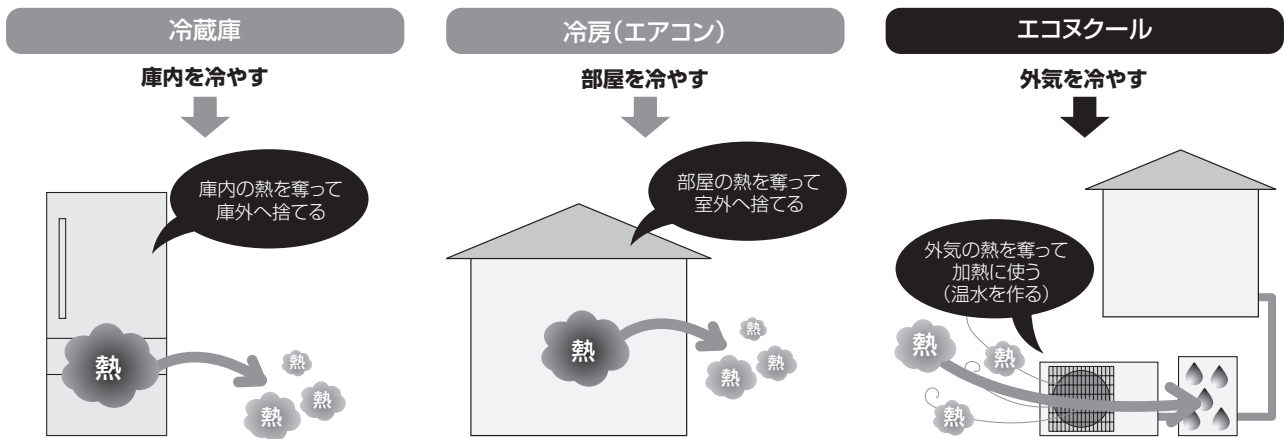 冷蔵庫
庫内を冷やす
庫内の熱を奪って
庫外へ捨てる
熱
熱
熱
熱
冷房(エアコン)
部屋を冷やす
部屋の熱を奪って
室外へ捨てる
熱
熱
熱
熱
エコヌクール
外気を冷やす
外気の熱を奪って
加熱に使う
(温水を作る)
熱
熱
熱